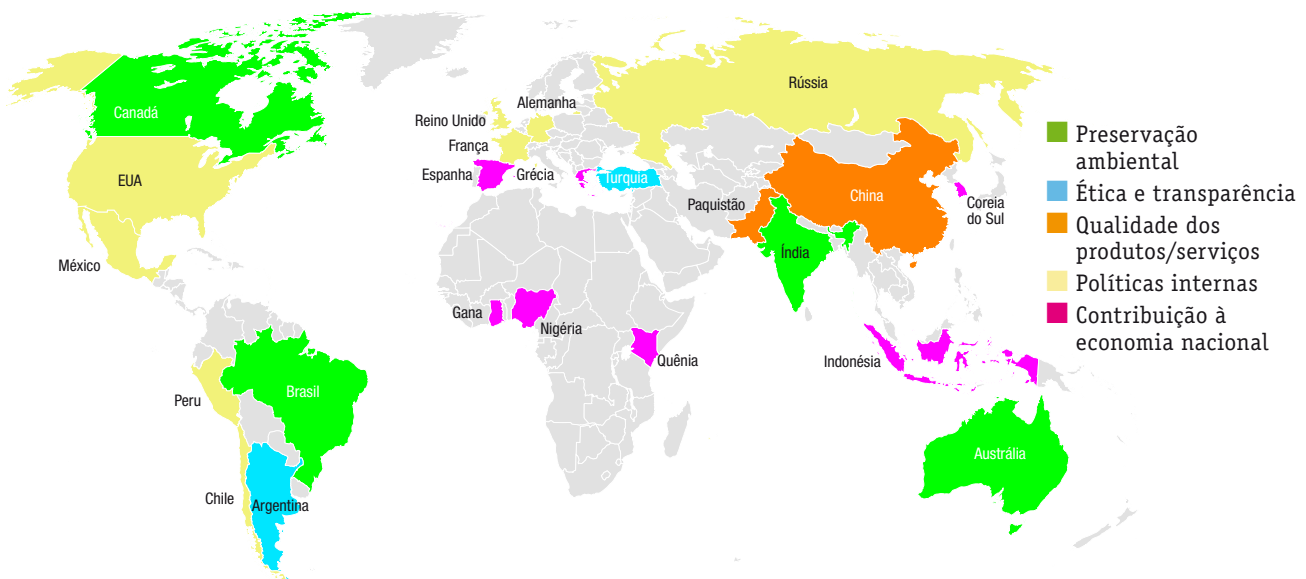 Canadá
EUA
México
Peru
Chile
Brasil
Argentina
Alemanha
Reino Unido
França
Espanha
Grécia
Turquia
Rússia
Paquistão
China
Coreia
do Sul
Índia
Gana
Nigéria
Quênia
Indonésia
Austrália
Preservação
ambiental
Ética e transparência
Qualidade dos
produtos/serviços
Políticas internas
Contribuição à
economia nacional